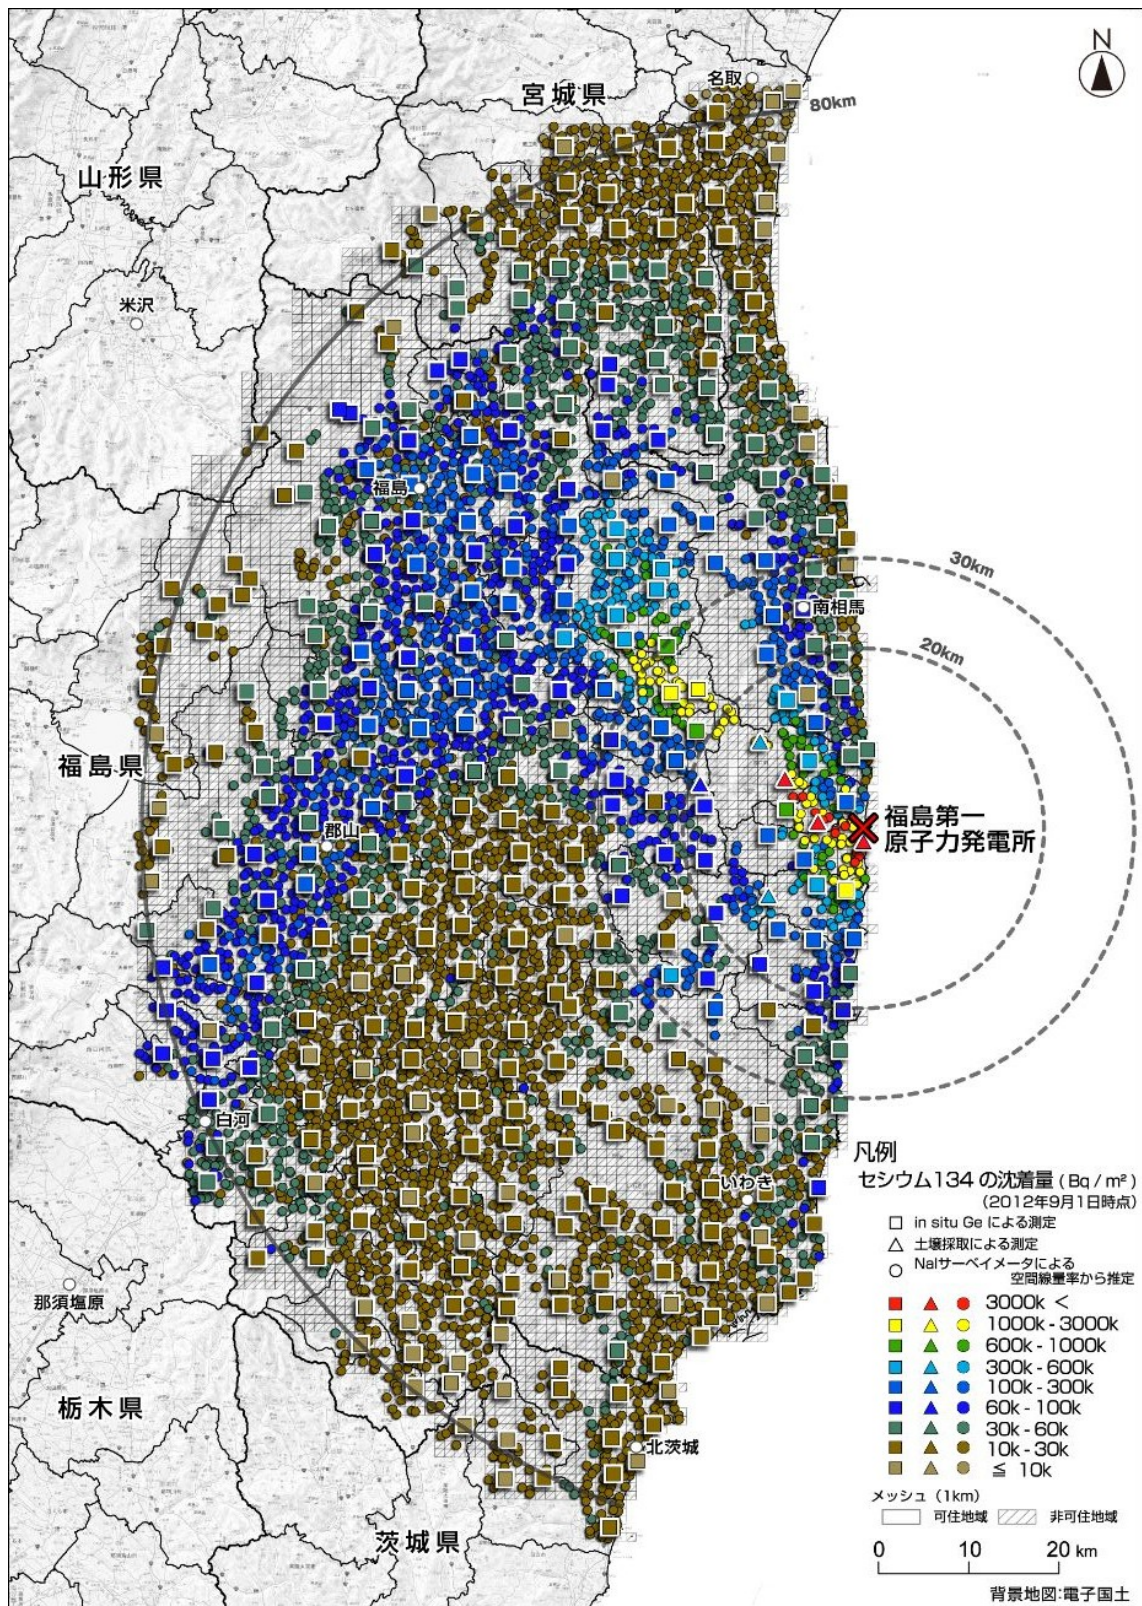 N
名取
宮城県
80km
山形県
米沢
福島
30km
南相馬
20km
福島県
福島第一
原子力発電所
郡山
白河
凡例
セシウム134 の沈着量 ( Bq / m² )
(2012年9月1日時点)
いわき
in situ Ge による測定
土壌採取による測定
NaIサーベイメータによる
空間線量率から推定
那須塩原
3000k <
1000k - 3000k
600k - 1000k
300k - 600k
100k - 300k
60k - 100k
30k - 60k
10k - 30k
≦ 10k
栃木県
北茨城
メッシュ (1km)
可住地域 非可住地域
茨城県
0 10 20 km
背景地図:電子国土